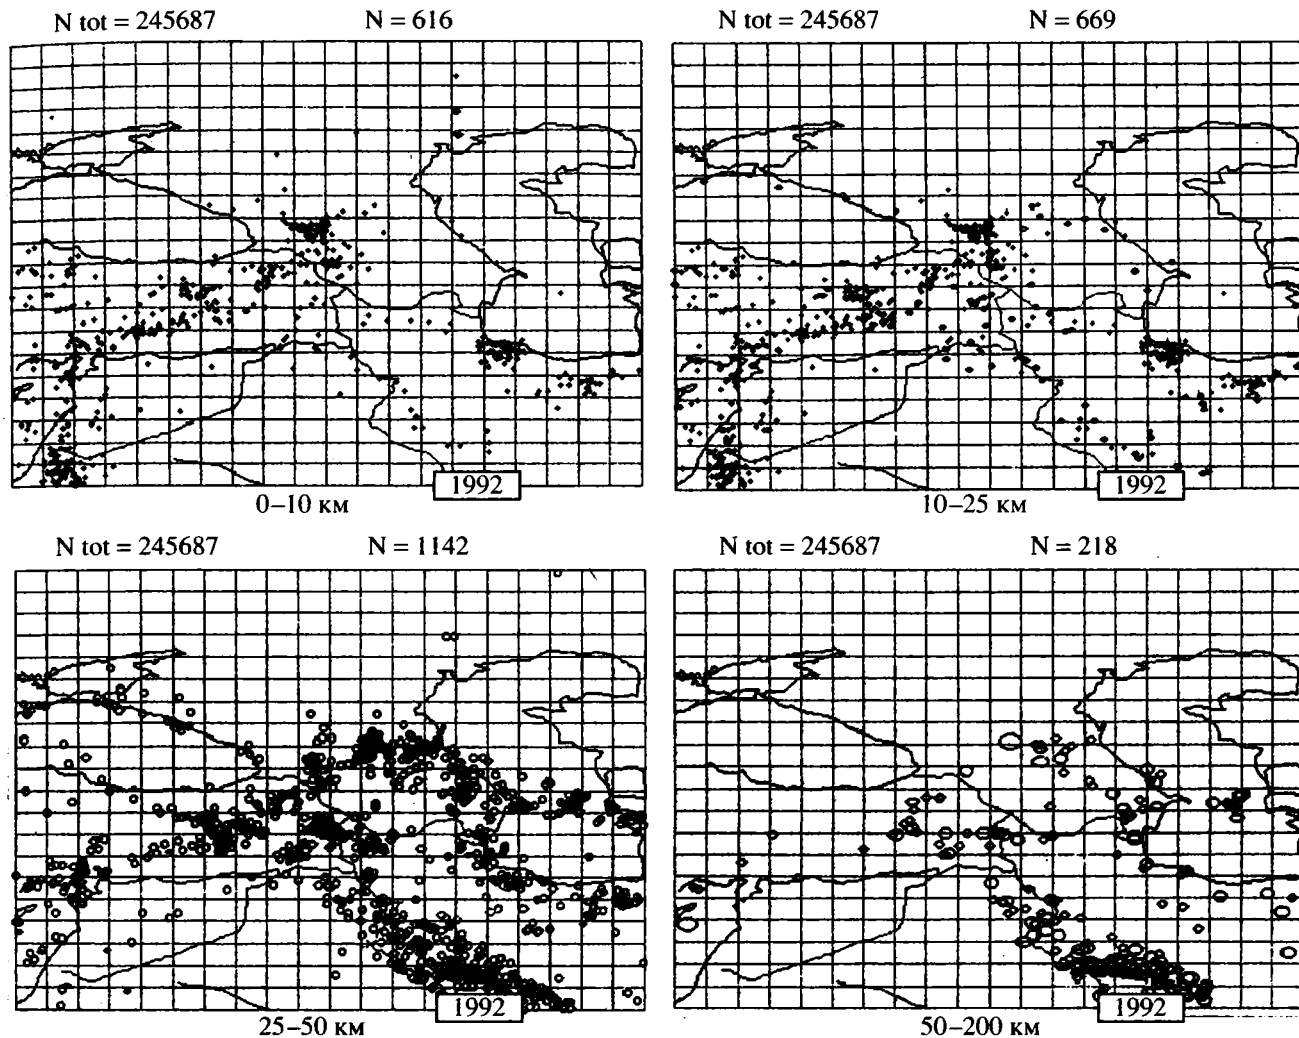 N tot = 245687 N = 616
N tot = 245687 N = 669
1992
0–10 км
1992
10–25 км
N tot = 245687 N = 1142
N tot = 245687 N = 218
1992
25–50 км
1992
50–200 км